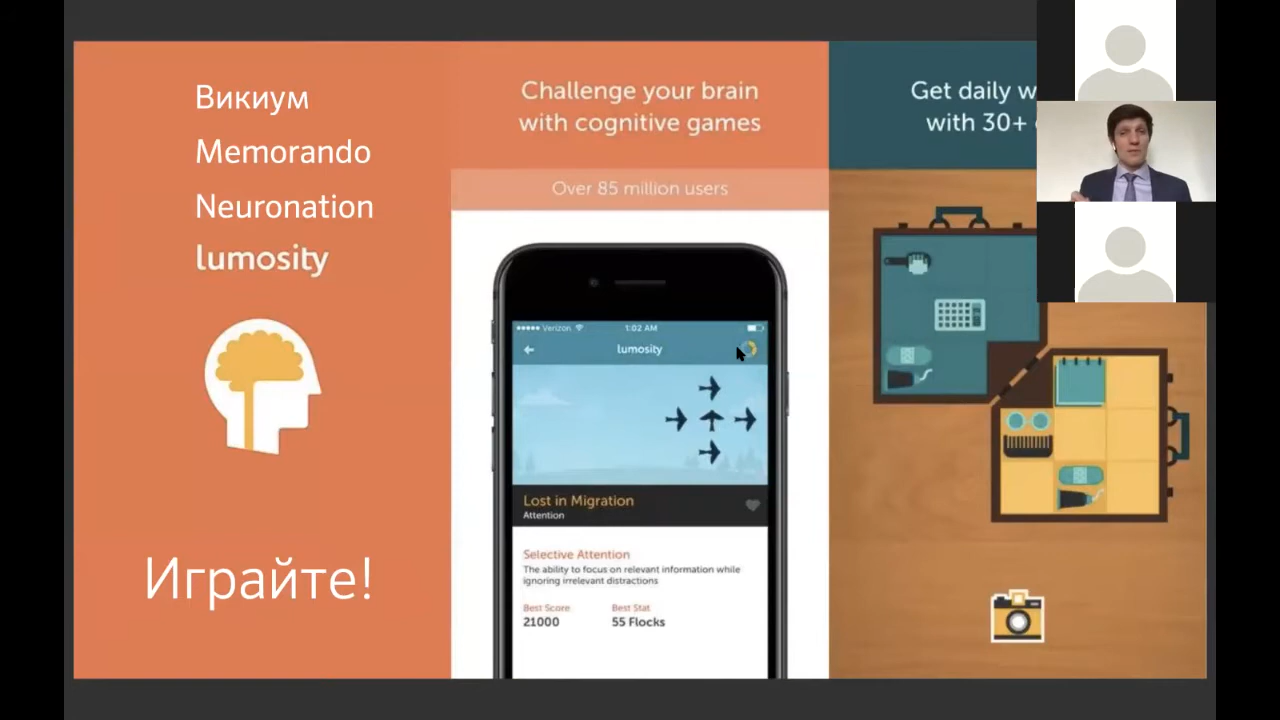 Викиум
Memorando
Neuronation
lumosity
Играйте!
Challenge your brain
with cognitive games
Over 85 million users
Verizon
1:02 AM
lumosity
Lost in Migration
Attention
Selective Attention
The ability to focus on relevant information while
ignoring irrelevant distractions
Best Score
Best Stat
21000
55 Flocks
Get daily
with 30+